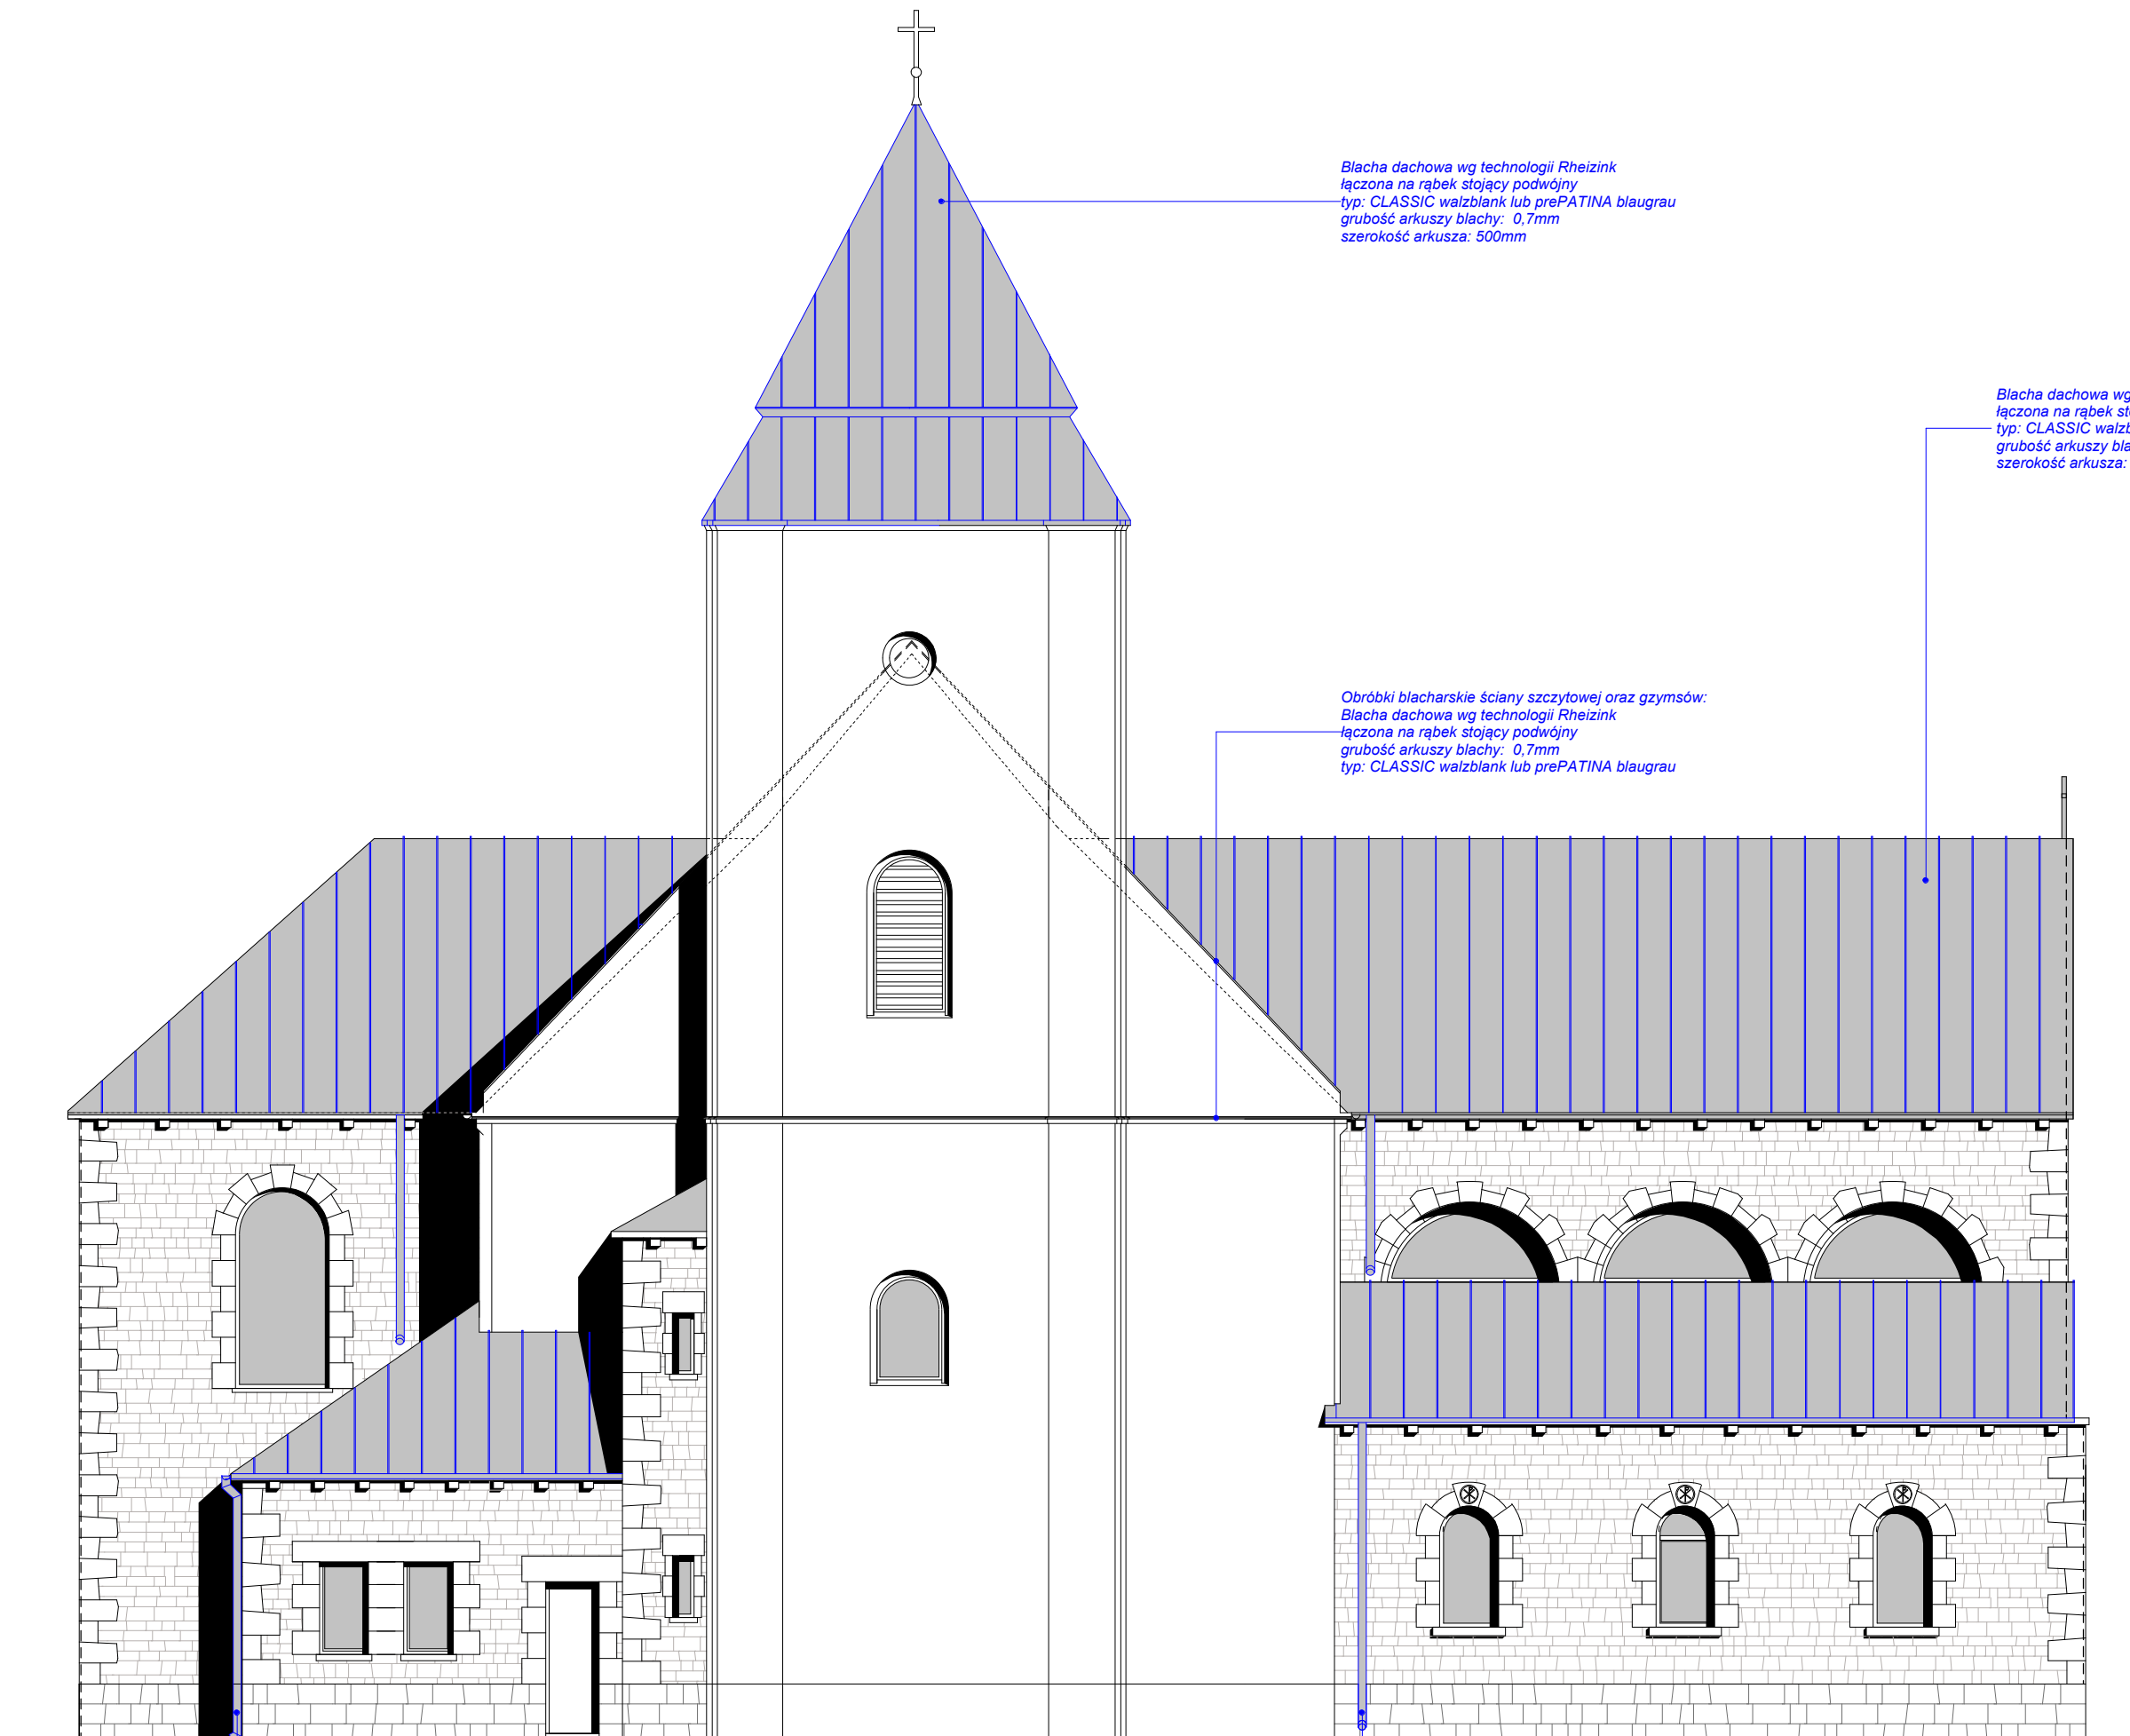 Blacha dachowa wg technologii Rheizink
łączona na rąbek stojący podwójny
typ: CLASSIC walzblank lub prePATINA blaugrau
grubość arkuszy blachy: 0,7mm
szerokość arkusza: 500mm
Blacha dachowa wg
łączona na rąbek
typ: CLASSIC
grubość arkuszy
szerokość arkusza:
Obróbki blacharskie ściany szczytowej oraz gzymsów:
Blacha dachowa wg technologii Rheizink
łączona na rąbek stojący podwójny
grubość arkuszy blachy: 0,7mm
typ: CLASSIC walzblank lub prePATINA blaugrau